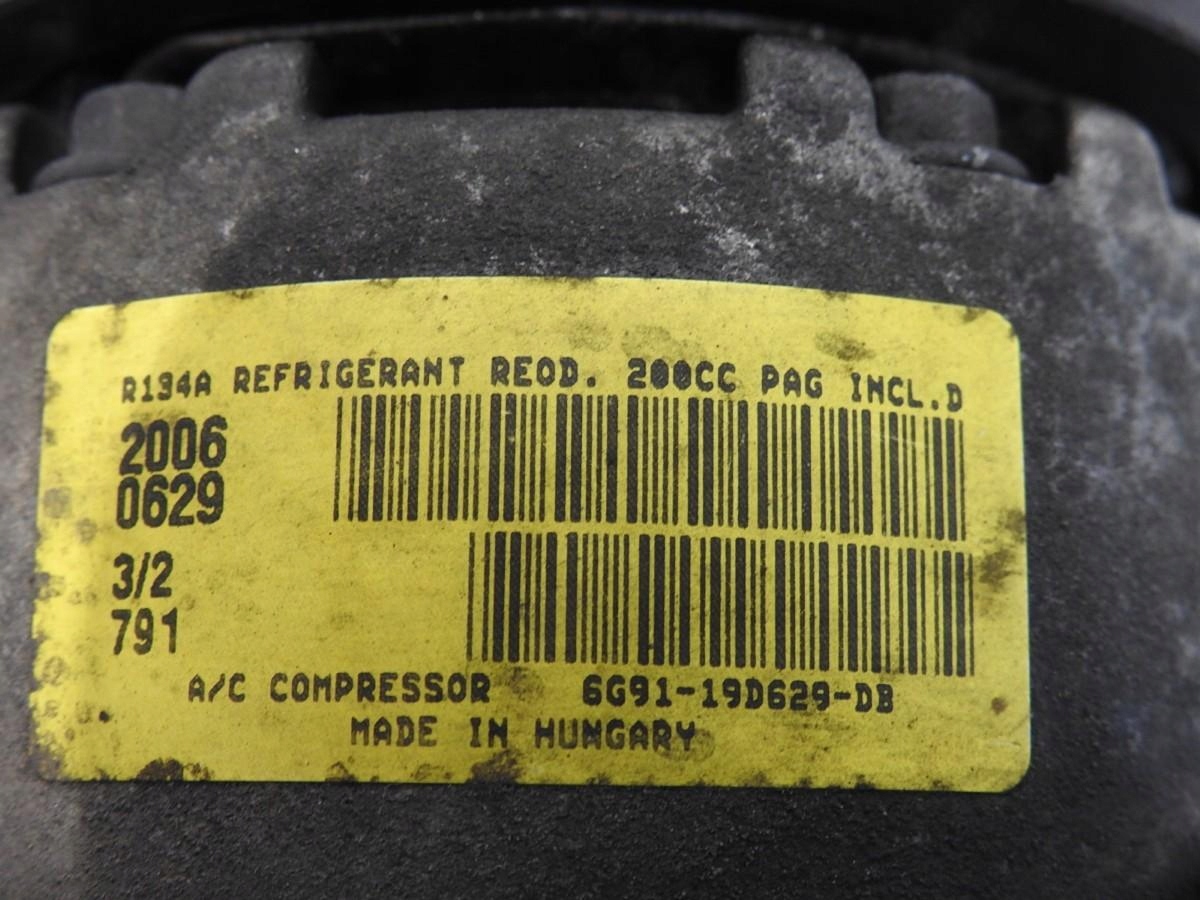 R134A REFRIGERANT REQD. 200CC PAG INCL.D
2006
0629
3/2
791
A/C COMPRESSOR 6G91-19D629-DB
MADE IN HUNGARY